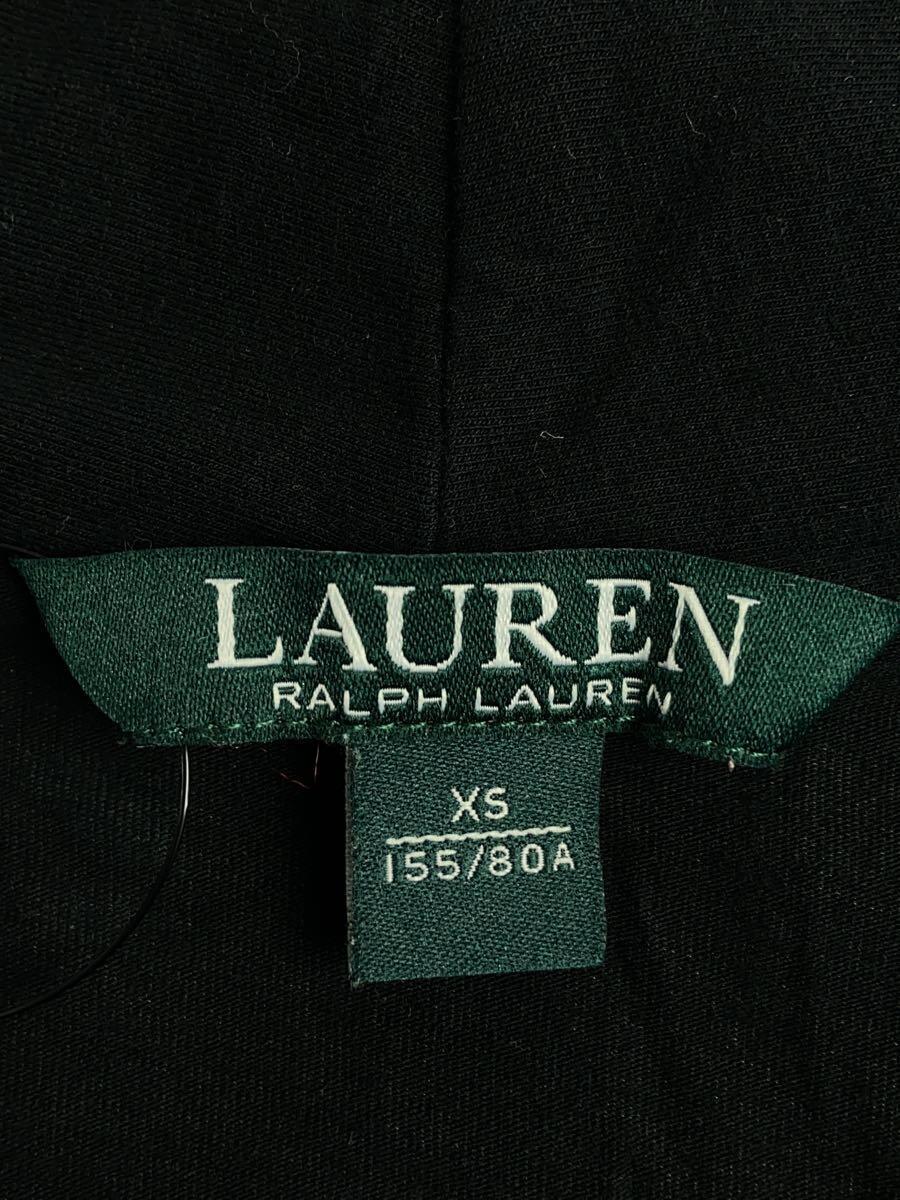 LAUREN
RALPH LAUREN
XS
155/80A